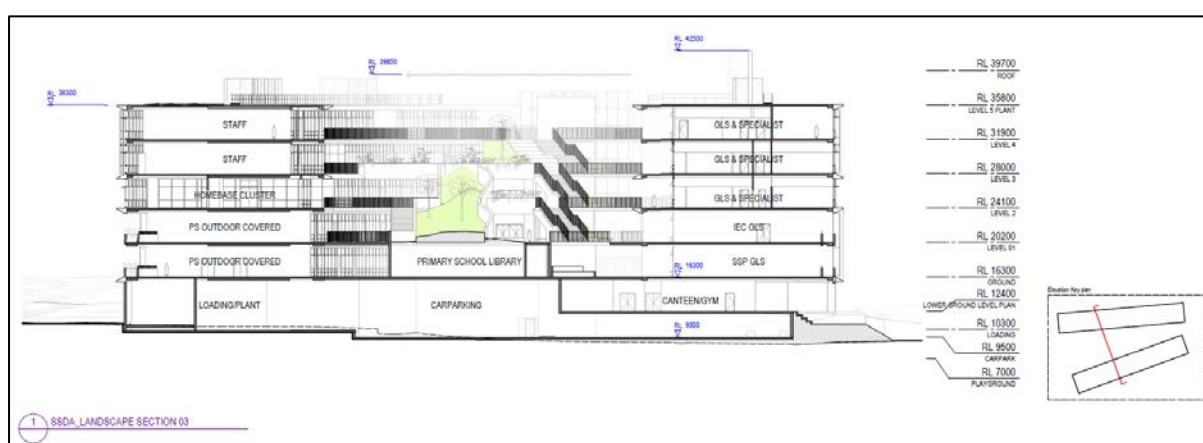 RL 42500
RL 39850
RL 39700
ROOF
RL 36300
RL 35800
LEVEL 5 PLANT
STAFF
GLS & SPECIALIST
RL 31900
LEVEL 4
STAFF
GLS & SPECIALIST
RL 28000
LEVEL 3
HOMEBASE CLUSTER
GLS & SPECIALIST
RL 24100
LEVEL 2
PS OUTDOOR COVERED
IEC GLS
RL 20200
LEVEL 01
PS OUTDOOR COVERED
PRIMARY SCHOOL LIBRARY
SSP GLS
RL 16300
RL 16300
GROUND
LOADING/PLANT
CARPARKING
CANTEEN/GYM
RL 12400
LOWER GROUND LEVEL PLAN
RL 10300
LOADING
RL 9500
RL 9500
CARPARK
RL 7000
PLAYGROUND
Elevation Key plan
1 SSDA_LANDSCAPE SECTION 03